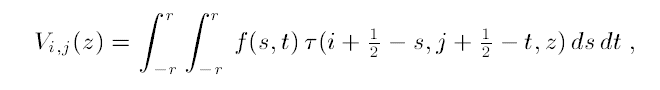 V_{i,j}(z) = \int_{-r}^{r} \int_{-r}^{r} f(s,t) \tau(i + \frac{1}{2} - s, j + \frac{1}{2} - t, z) ds dt ,